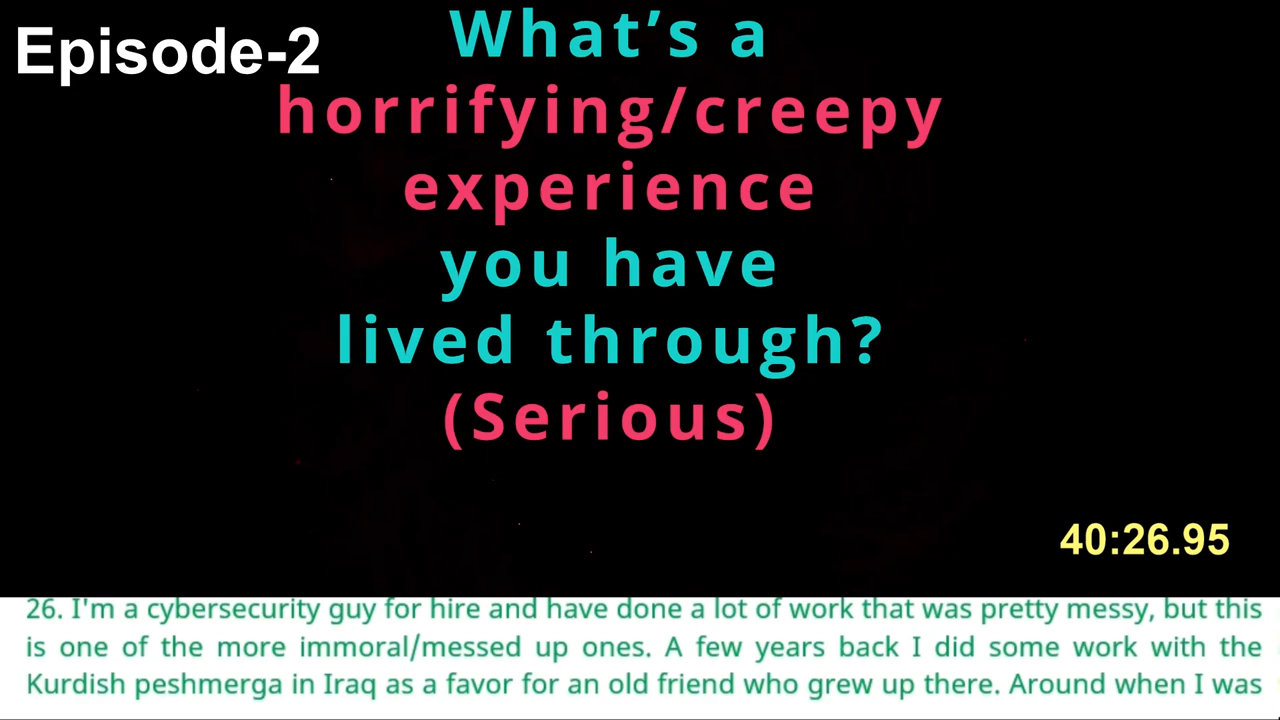 Episode-2
What’s a
horrifying/creepy
experience
you have
lived through?
(Serious)
40:26.95
26. I'm a cybersecurity guy for hire and have done a lot of work that was pretty messy, but this
is one of the more immoral/messed up ones. A few years back I did some work with the
Kurdish peshmerga in Iraq as a favor for an old friend who grew up there. Around when I was